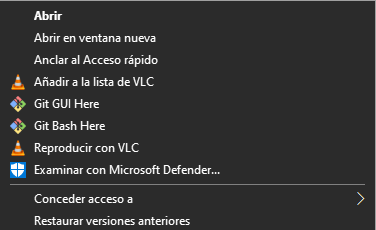 Abrir
Abrir en ventana nueva
Anclar al Acceso rápido
Añadir a la lista de VLC
Git GUI Here
Git Bash Here
Reproducir con VLC
Examinar con Microsoft Defender...
Conceder acceso a
Restaurar versiones anteriores